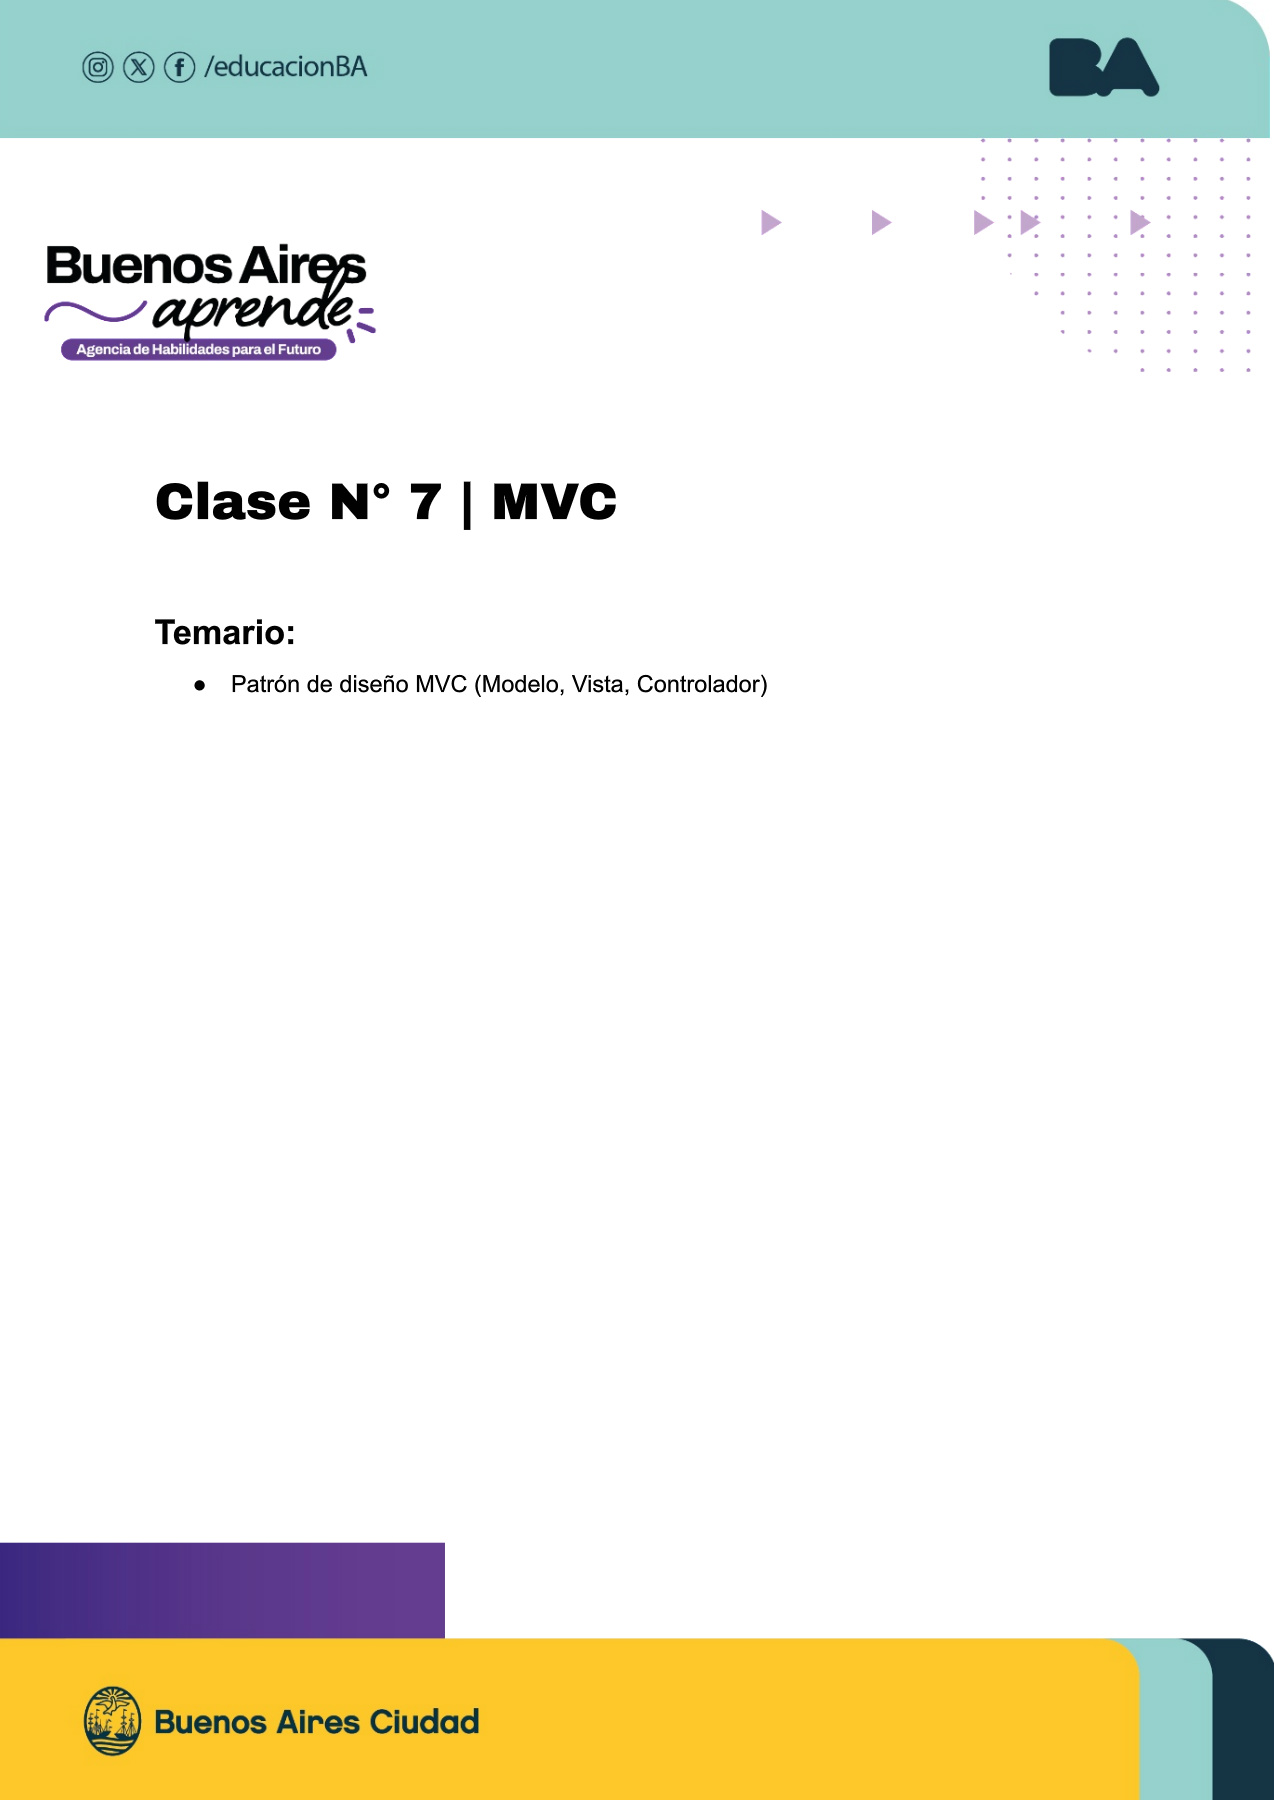 /educacionBA
BA
Buenos Aires
aprende
Agencia de Habilidades para el Futuro
Clase N° 7 | MVC
Temario:
● Patrón de diseño MVC (Modelo, Vista, Controlador)
Buenos Aires Ciudad